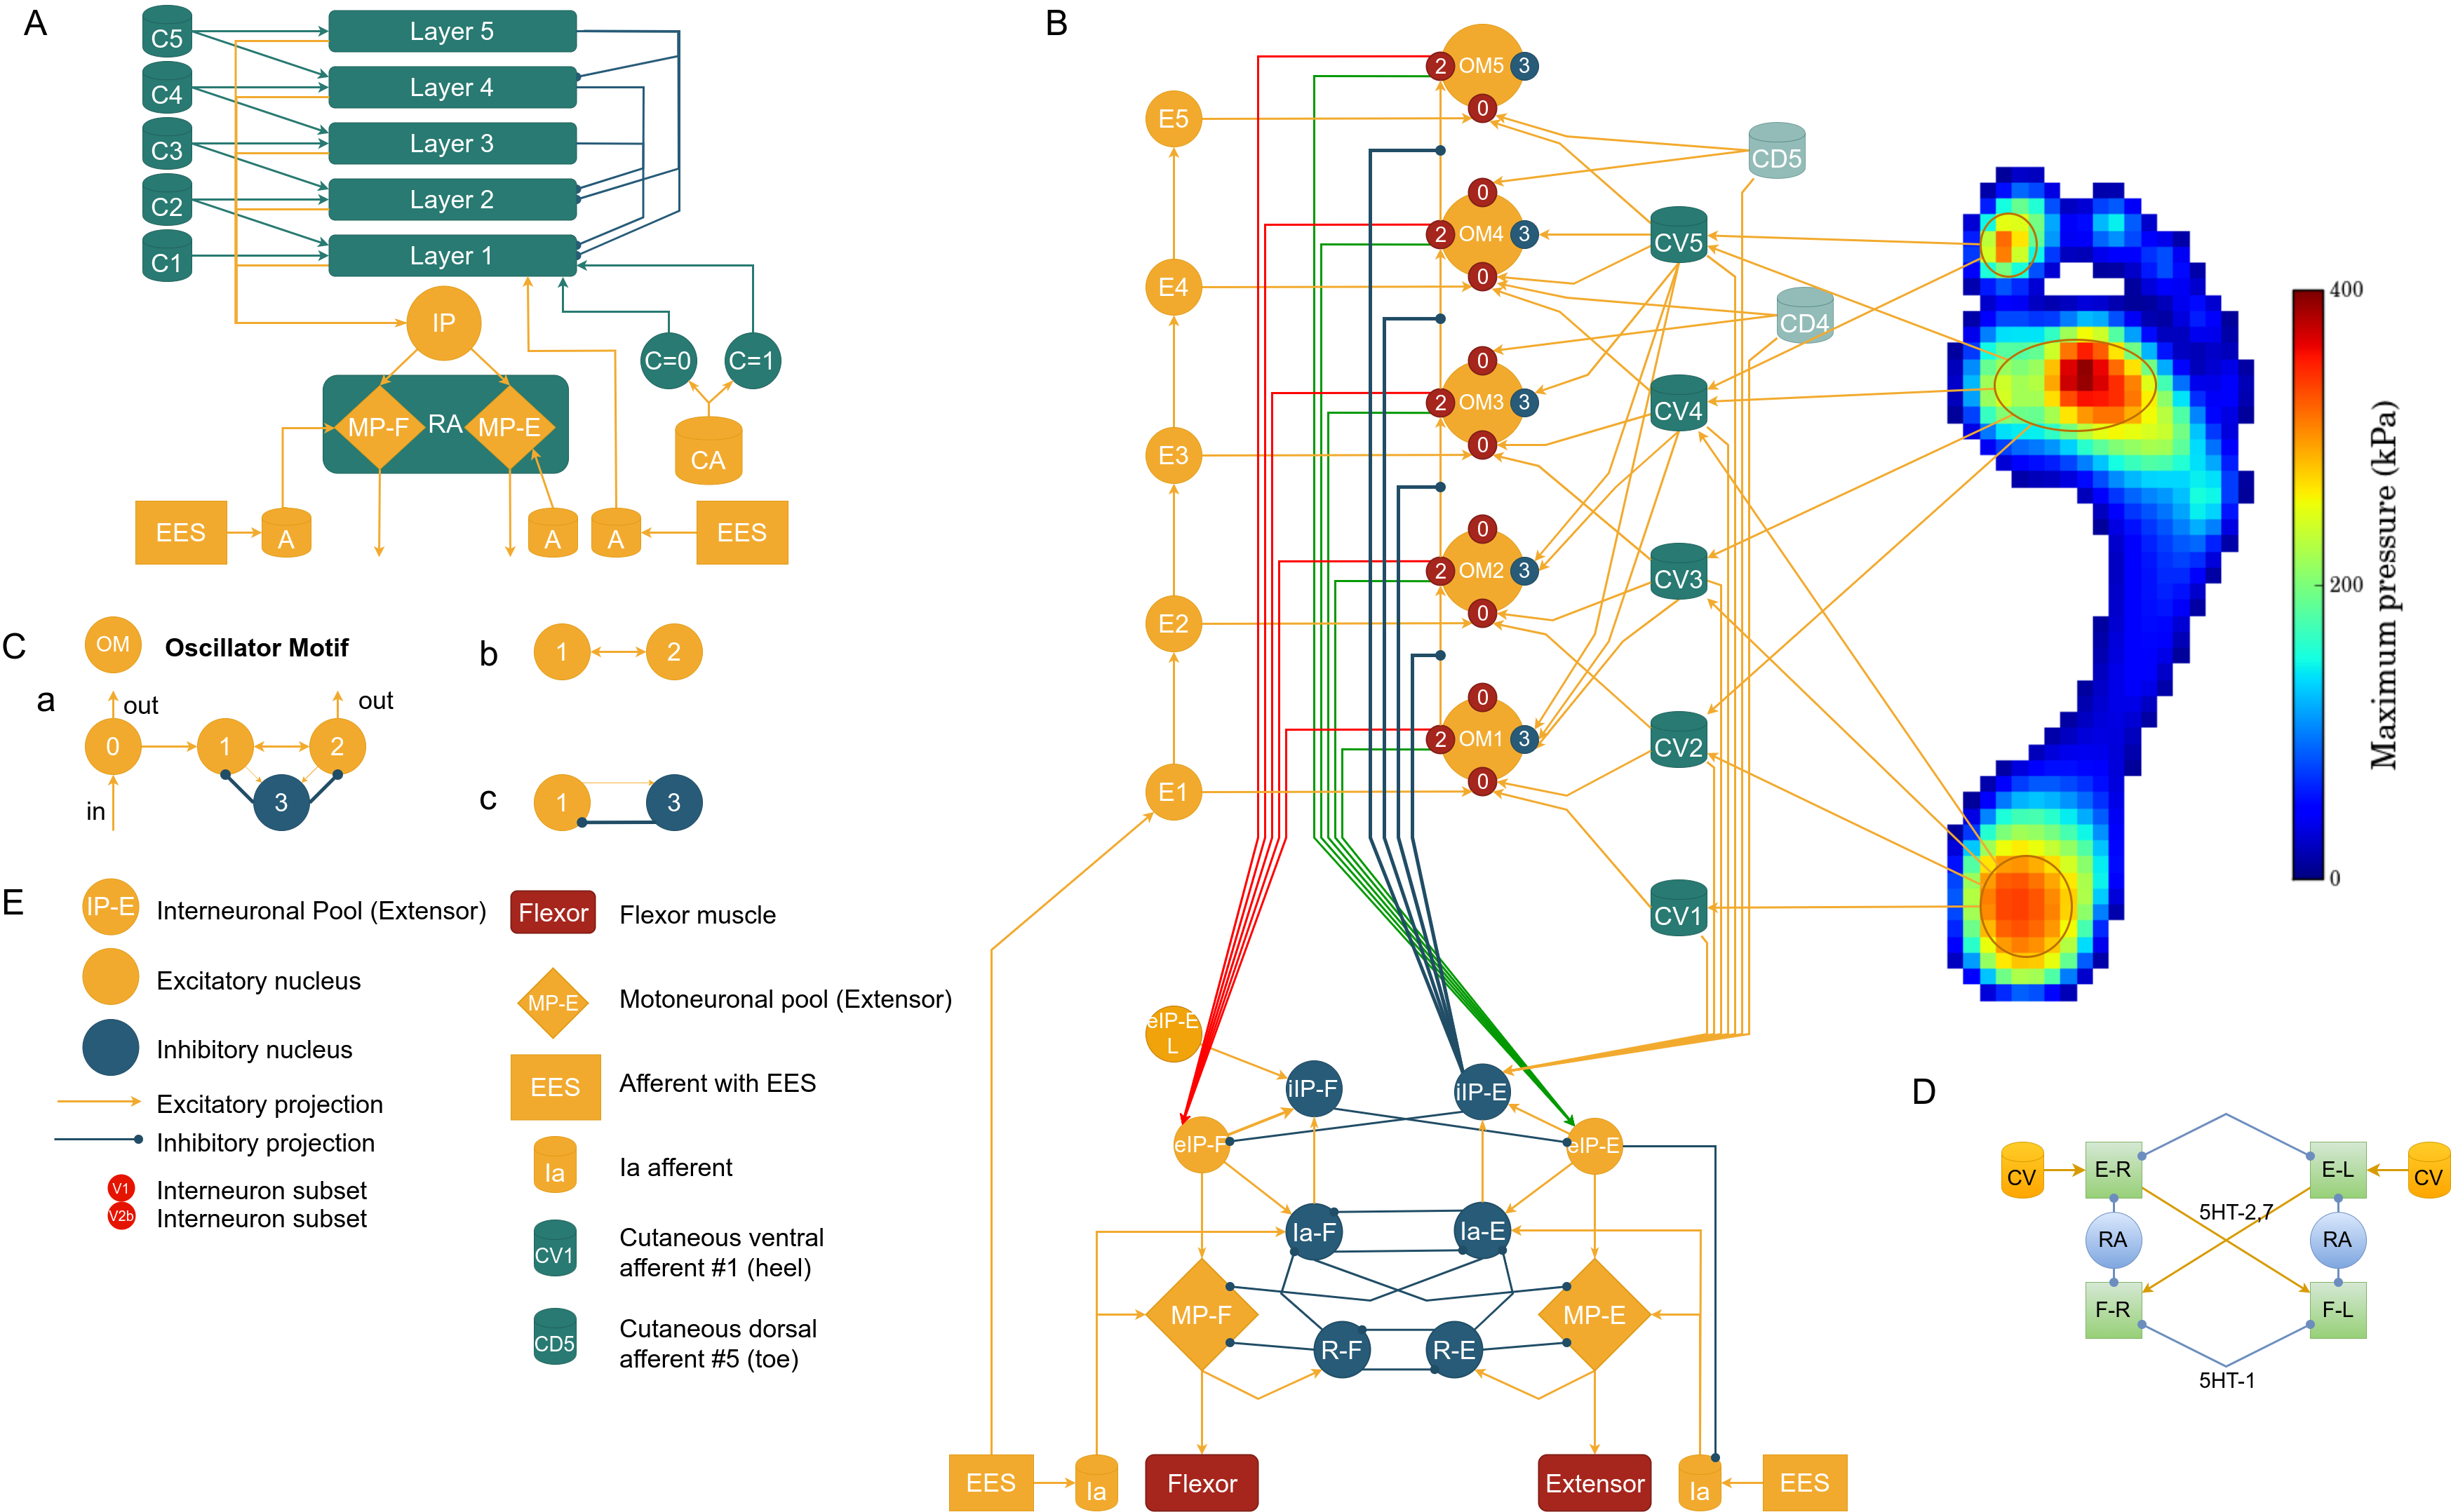 A
C5
Layer 5
C4
Layer 4
C3
Layer 3
C2
Layer 2
C1
Layer 1
IP
C=0
C=1
MP-F
RA
MP-E
CA
EES
A
A
A
EES
B
OM5
2
3
0
E5
CD5
0
OM4
2
3
0
CV5
E4
CD4
0
OM3
2
3
0
CV4
E3
0
OM2
2
3
0
CV3
E2
0
OM1
2
3
0
CV2
E1
CV1
400
200
0
Maximum pressure (kPa)
eIP-E
L
iIP-F
iIP-E
eIP-F
eIP-E
Ia-F
Ia-E
MP-F
MP-E
R-F
R-E
EES
Ia
Flexor
Extensor
Ia
EES
C
OM
Oscillator Motif
a
out
out
0
1
2
3
in
b
1
2
c
1
3
D
CV
E-R
E-L
CV
5HT-2,7
RA
RA
F-R
F-L
5HT-1
E
IP-E
Interneuronal Pool (Extensor)
Excitatory nucleus
Inhibitory nucleus
Excitatory projection
Inhibitory projection
V1
Interneuron subset
V2b
Interneuron subset
Flexor
Flexor muscle
MP-E
Motoneuronal pool (Extensor)
EES
Afferent with EES
Ia
Ia afferent
CV1
Cutaneous ventral
afferent #1 (heel)
CD5
Cutaneous dorsal
afferent #5 (toe)